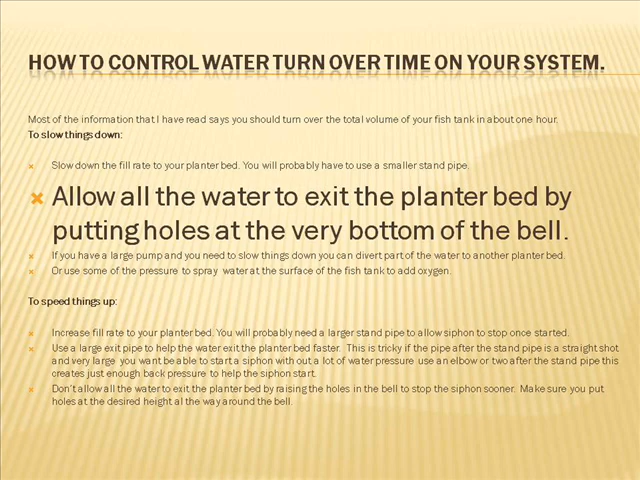 HOW TO CONTROL WATER TURN OVER TIME ON YOUR SYSTEM.
Most of the information that I have read says you should turn over the total volume of your fish tank in about one hour.
To slow things down:
Slow down the fill rate to your planter bed. You will probably have to use a smaller stand pipe.
Allow all the water to exit the planter bed by
putting holes at the very bottom of the bell.
If you have a large pump and you need to slow things down you can divert part of the water to another planter bed.
Or use some of the pressure to spray water at the surface of the fish tank to add oxygen.
To speed things up:
Increase fill rate to your planter bed. You will probably need a larger stand pipe to allow siphon to stop once started.
Use a large exit pipe to help the water exit the planter bed faster. This is tricky if the pipe after the stand pipe is a straight shot
and very large you want be able to start a siphon with out a lot of water pressure use an elbow or two after the stand pipe this
creates just enough back pressure to help the siphon start.
Don't allow all the water to exit the planter bed by raising the holes in the bell to stop the siphon sooner. Make sure you put
holes at the desired height al the way around the bell.